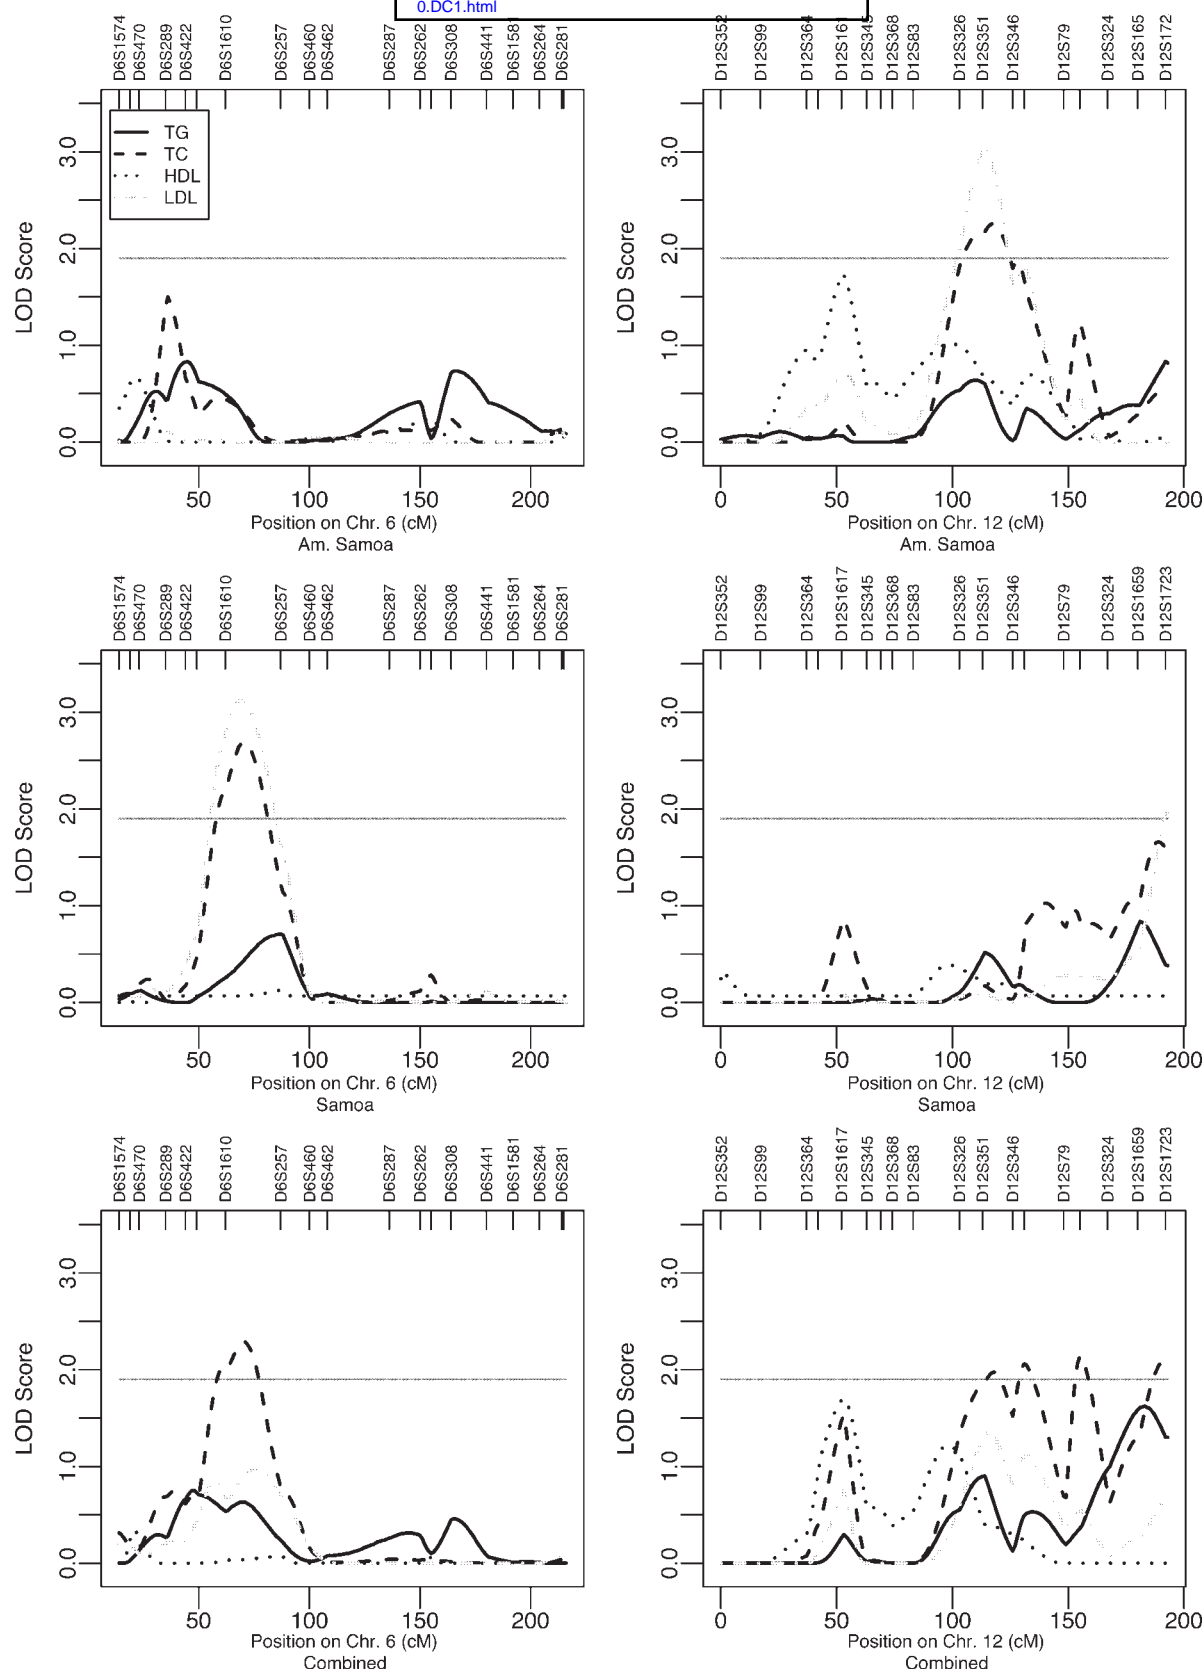 0.DC1.html
D6S1574
D6S470
D6S289
D6S422
D6S1610
D6S257
D6S460
D6S462
D6S287
D6S262
D6S308
D6S441
D6S1581
D6S264
D6S281
TG
TC
HDL
LDL
LOD Score
0.0
1.0
2.0
3.0
50
100
150
200
Position on Chr. 6 (cM)
Am. Samoa
D12S352
D12S99
D12S364
D12S161
D12S345
D12S368
D12S83
D12S326
D12S351
D12S346
D12S79
D12S324
D12S165
D12S172
LOD Score
0.0
1.0
2.0
3.0
0
50
100
150
200
Position on Chr. 12 (cM)
Am. Samoa
D6S1574
D6S470
D6S289
D6S422
D6S1610
D6S257
D6S460
D6S462
D6S287
D6S262
D6S308
D6S441
D6S1581
D6S264
D6S281
LOD Score
0.0
1.0
2.0
3.0
50
100
150
200
Position on Chr. 6 (cM)
Samoa
D12S352
D12S99
D12S364
D12S1617
D12S345
D12S368
D12S83
D12S326
D12S351
D12S346
D12S79
D12S324
D12S1659
D12S1723
LOD Score
0.0
1.0
2.0
3.0
0
50
100
150
200
Position on Chr. 12 (cM)
Samoa
D6S1574
D6S470
D6S289
D6S422
D6S1610
D6S257
D6S460
D6S462
D6S287
D6S262
D6S308
D6S441
D6S1581
D6S264
D6S281
LOD Score
0.0
1.0
2.0
3.0
50
100
150
200
Position on Chr. 6 (cM)
Combined
D12S352
D12S99
D12S364
D12S1617
D12S345
D12S368
D12S83
D12S326
D12S351
D12S346
D12S79
D12S324
D12S1659
D12S1723
LOD Score
0.0
1.0
2.0
3.0
0
50
100
150
200
Position on Chr. 12 (cM)
Combined